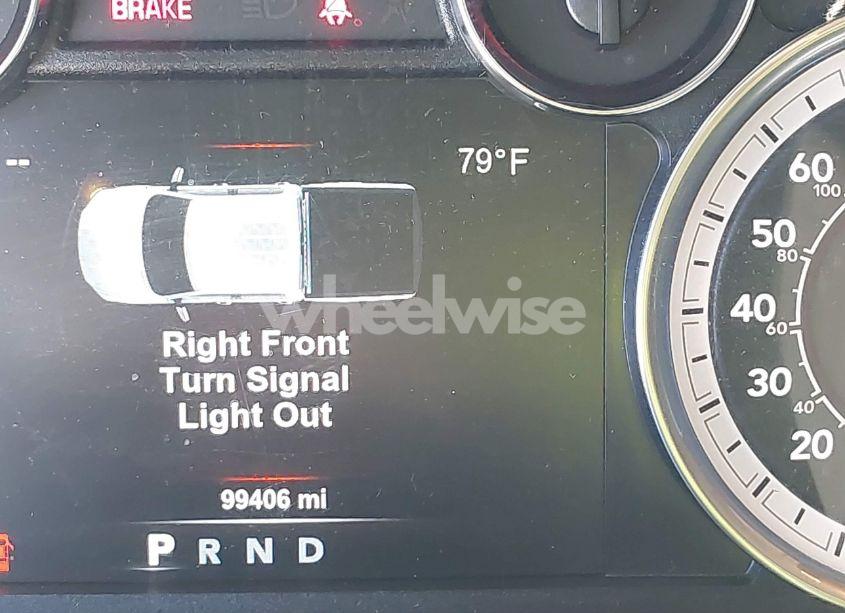 BRAKE
--
79°F
wheelwise
Right Front
Turn Signal
Light Out
99406 mi
P R N D
60
100
50
80
40
60
30
40
20